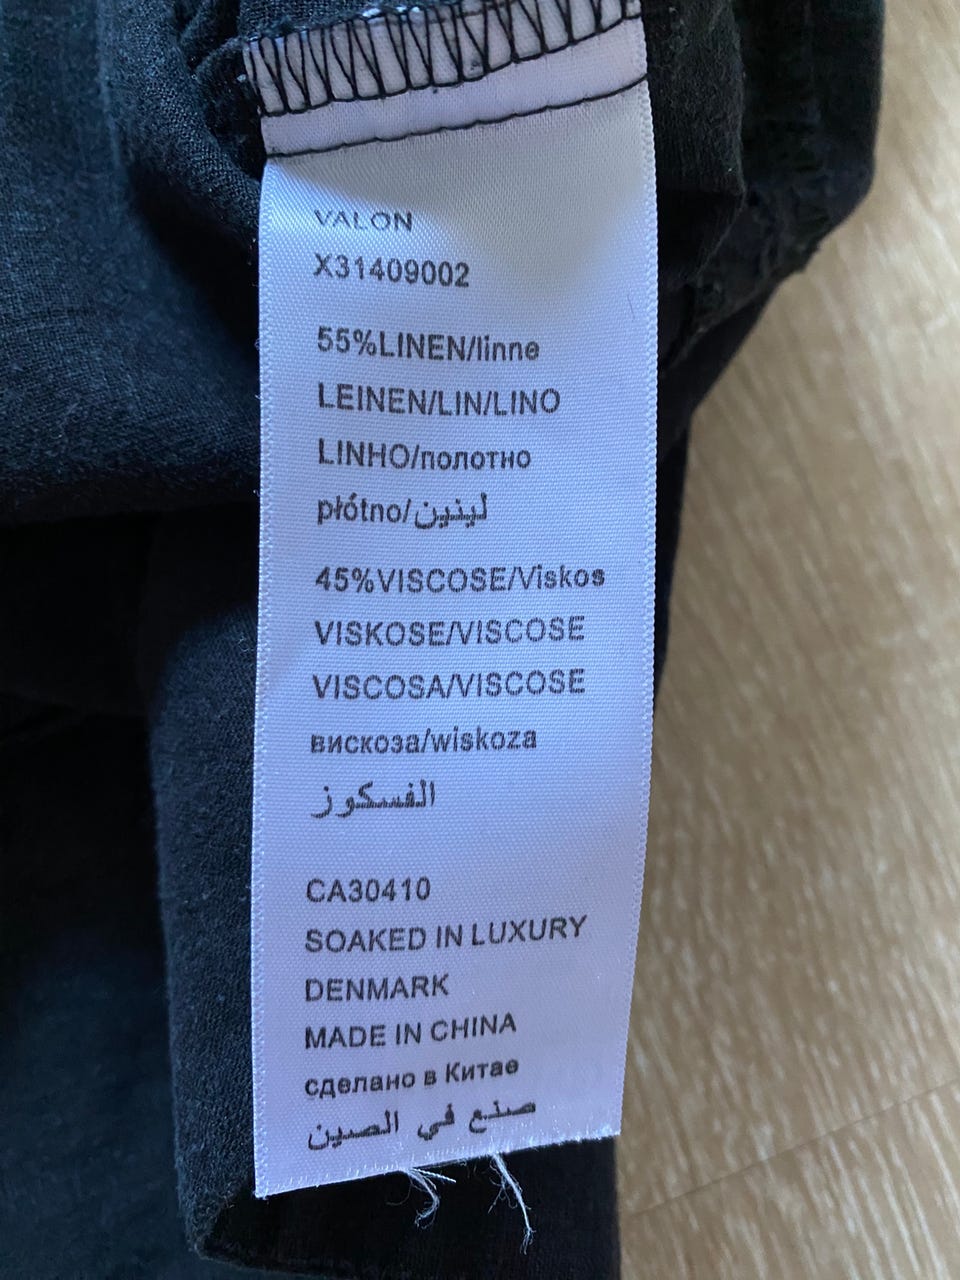 VALON
X31409002
55%LINEN/linne
LEINEN/LIN/LINO
LINHO/полотно
płótno/لينين
45%VISCOSE/Viskos
VISKOSE/VISCOSE
VISCOSA/VISCOSE
вискоза/wiskoza
الفسكوز
CA30410
SOAKED IN LUXURY
DENMARK
MADE IN CHINA
сделано в Китае
صنع في الصين